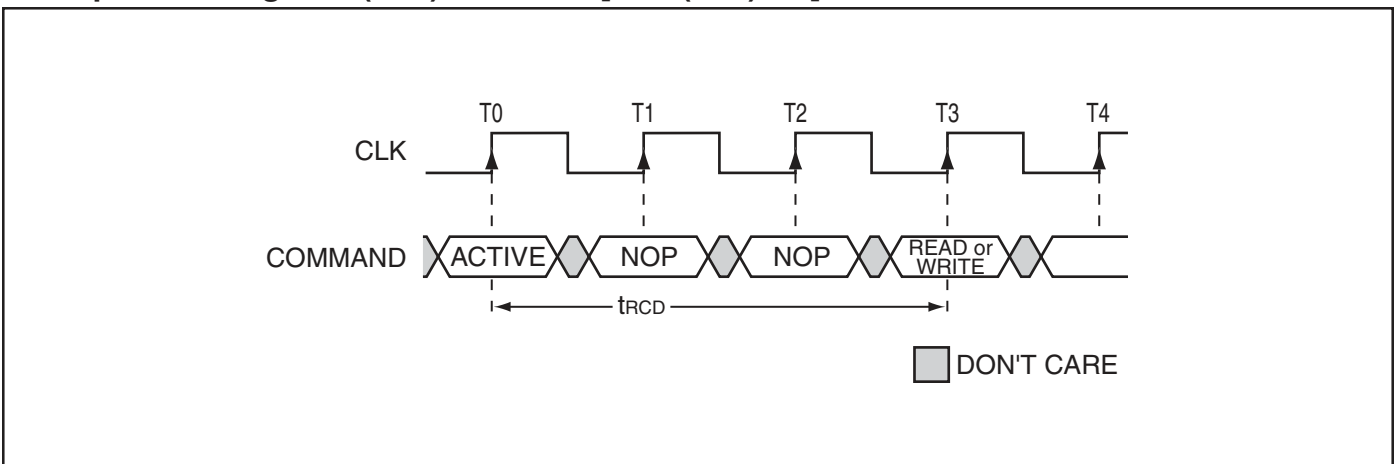 T0 T1 T2 T3 T4
CLK
COMMAND ACTIVE NOP NOP READ or
WRITE
tRCD
DON'T CARE